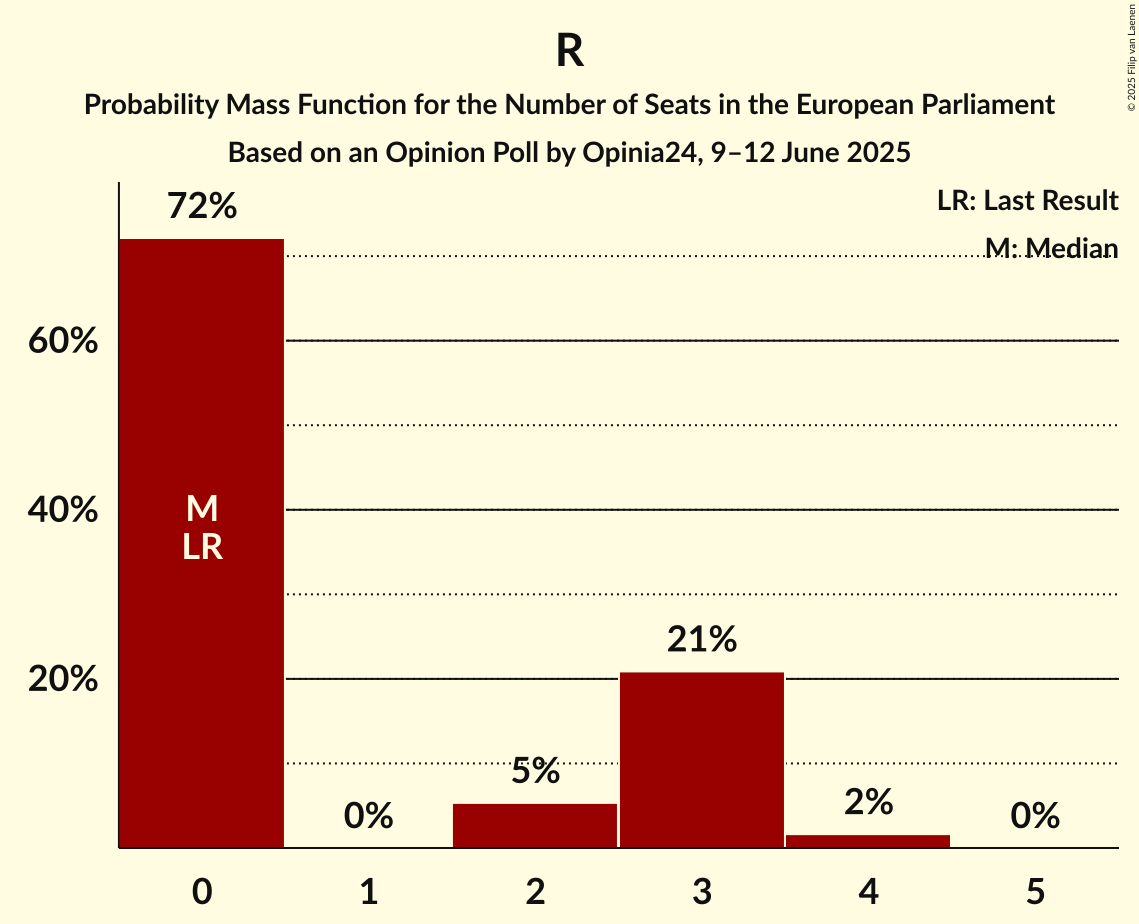 R
Probability Mass Function for the Number of Seats in the European Parliament
Based on an Opinion Poll by Opinia24, 9–12 June 2025
© 2025 Filip van Laenen
LR: Last Result
M: Median
72%
60%
40%
20%
M
LR
0%
5%
21%
2%
0%
0 1 2 3 4 5